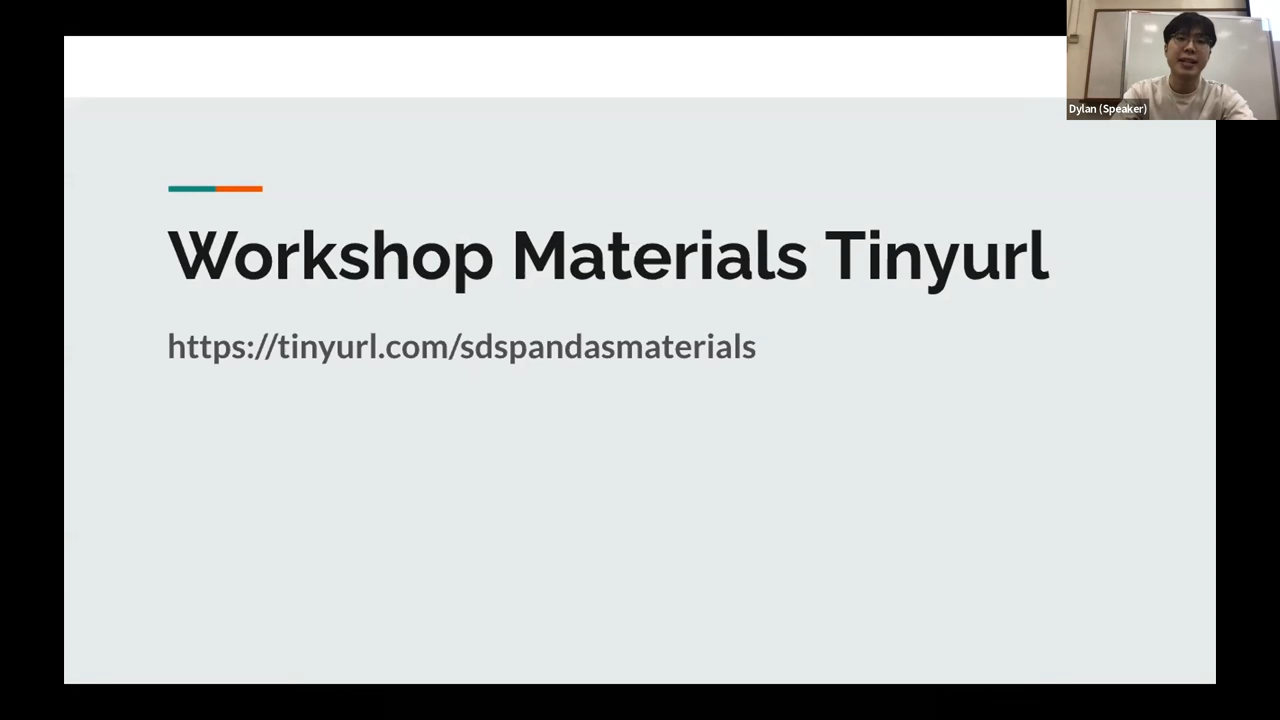 Dylan (Speaker)
Workshop Materials Tinyurl
https://tinyurl.com/sdspandasmaterials